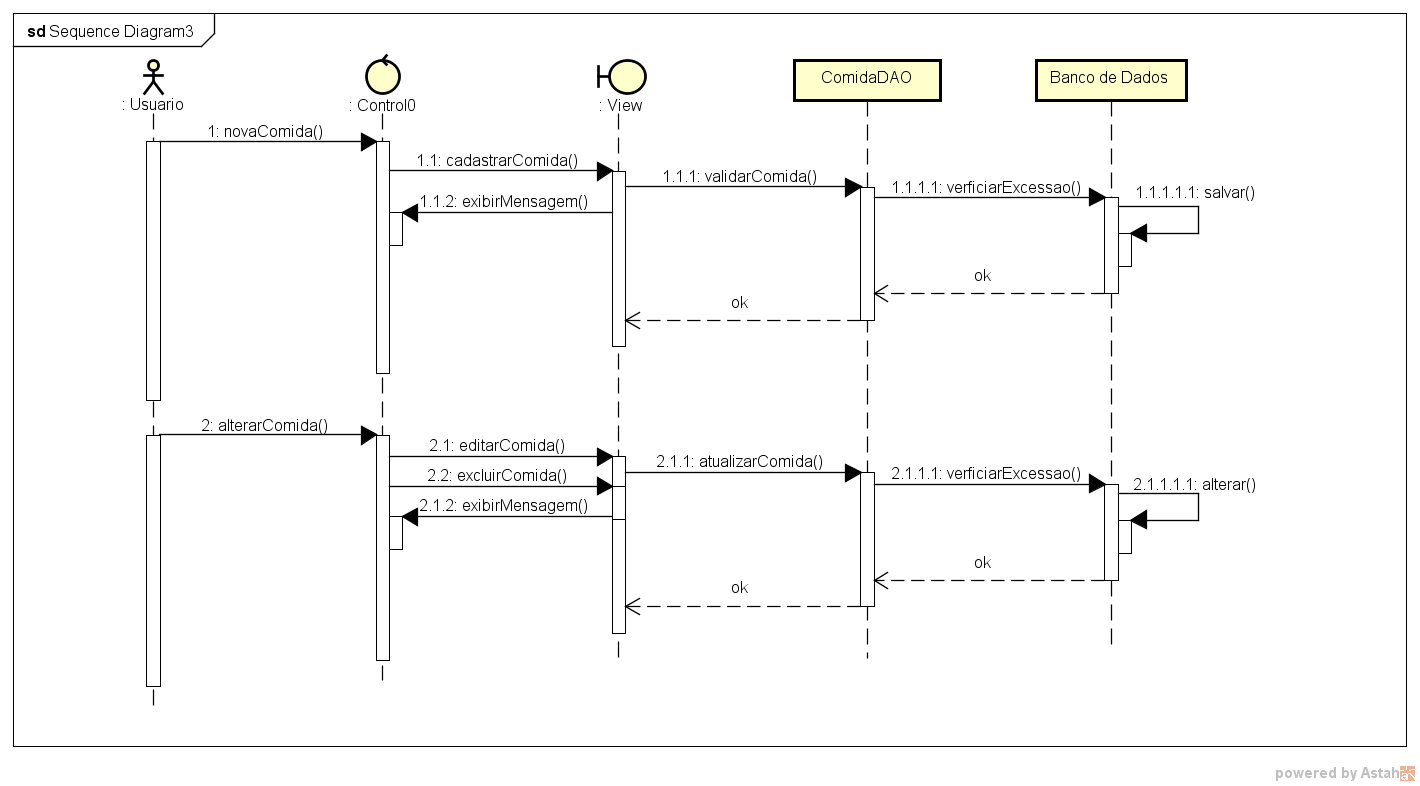 sd Sequence Diagram3
: Usuario
: Control0
: View
ComidaDAO
Banco de Dados
1: novaComida()
1.1: cadastrarComida()
1.1.1: validarComida()
1.1.1.1: verficiarExcessao()
1.1.1.1.1: salvar()
1.1.2: exibirMensagem()
ok
ok
2: alterarComida()
2.1: editarComida()
2.1.1: atualizarComida()
2.1.1.1: verficiarExcessao()
2.1.1.1.1: alterar()
2.2: excluirComida()
2.1.2: exibirMensagem()
ok
ok
powered by Astah